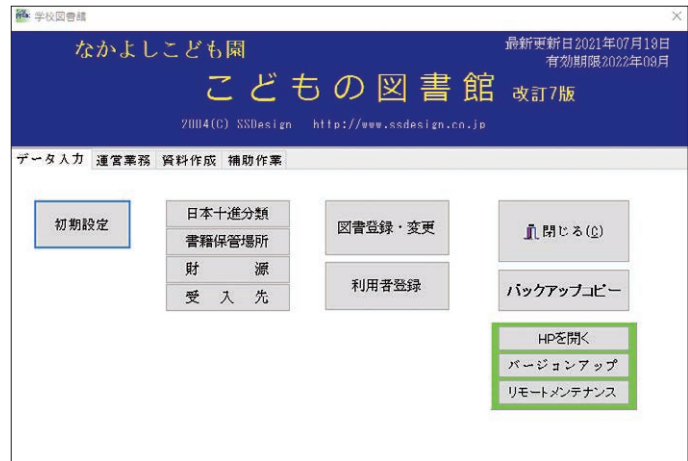 学校図書館
なかよしこども園
最新更新日2021年07月19日
有効期限2022年09月
こどもの図書館 改訂7版
2004(C) SSDesign http://www.ssdesign.co.jp
データ入力 運営業務 資料作成 補助作業
初期設定
日本十進分類
書籍保管場所
財 源
受 入 先
図書登録・変更
利用者登録
閉じる(C)
バックアップコピー
HPを開く
バージョンアップ
リモートメンテナンス